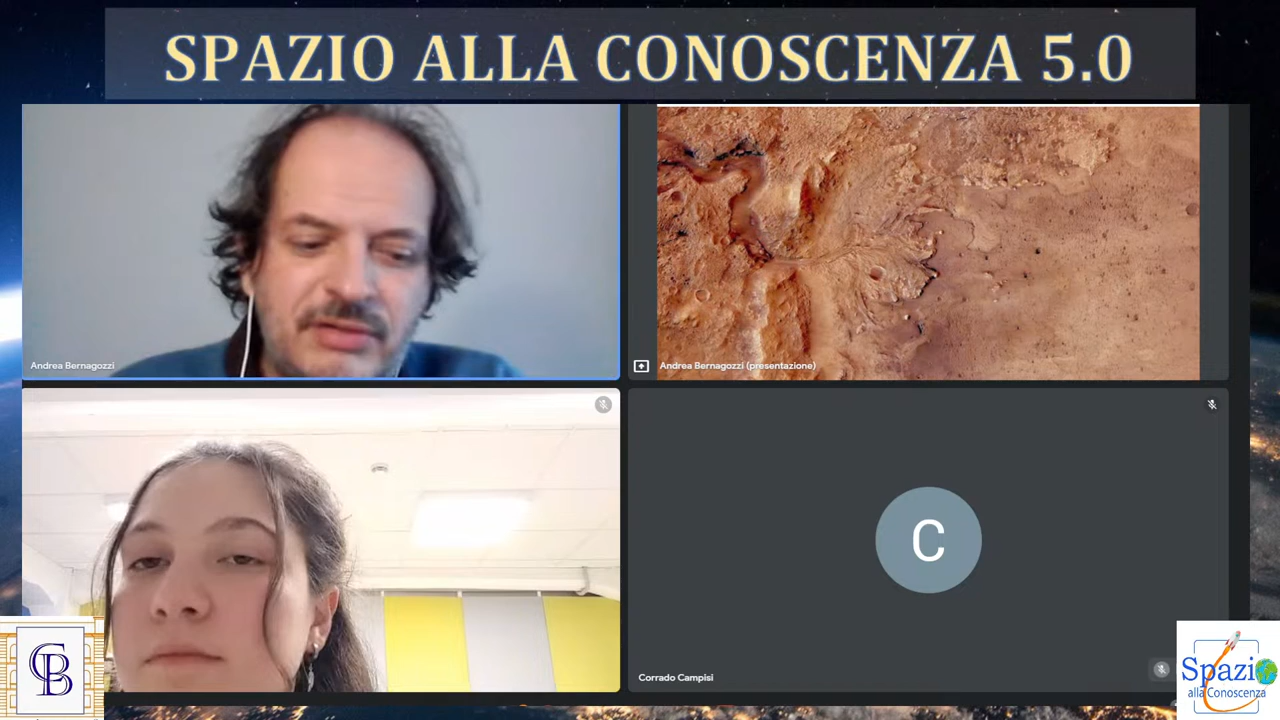 SPAZIO ALLA CONOSCENZA 5.0
Andrea Bernagozzi
Andrea Bernagozzi (presentazione)
C
Corrado Campisi
CB
Spazio
alla Conoscenza